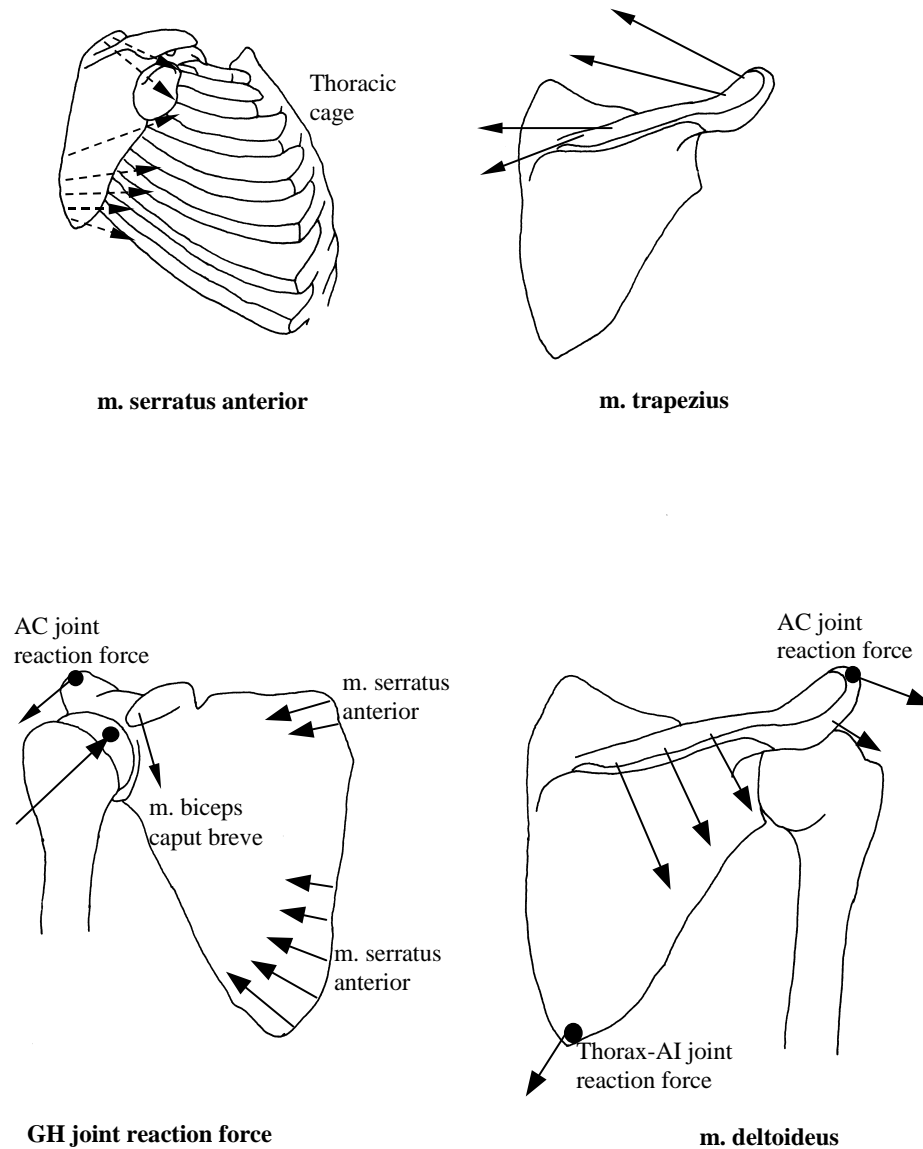 Thoracic
cage
m. serratus anterior
m. trapezius
AC joint
reaction force
m. serratus
anterior
m. biceps
caput breve
m. serratus
anterior
GH joint reaction force
AC joint
reaction force
Thorax-AI joint
reaction force
m. deltoideus